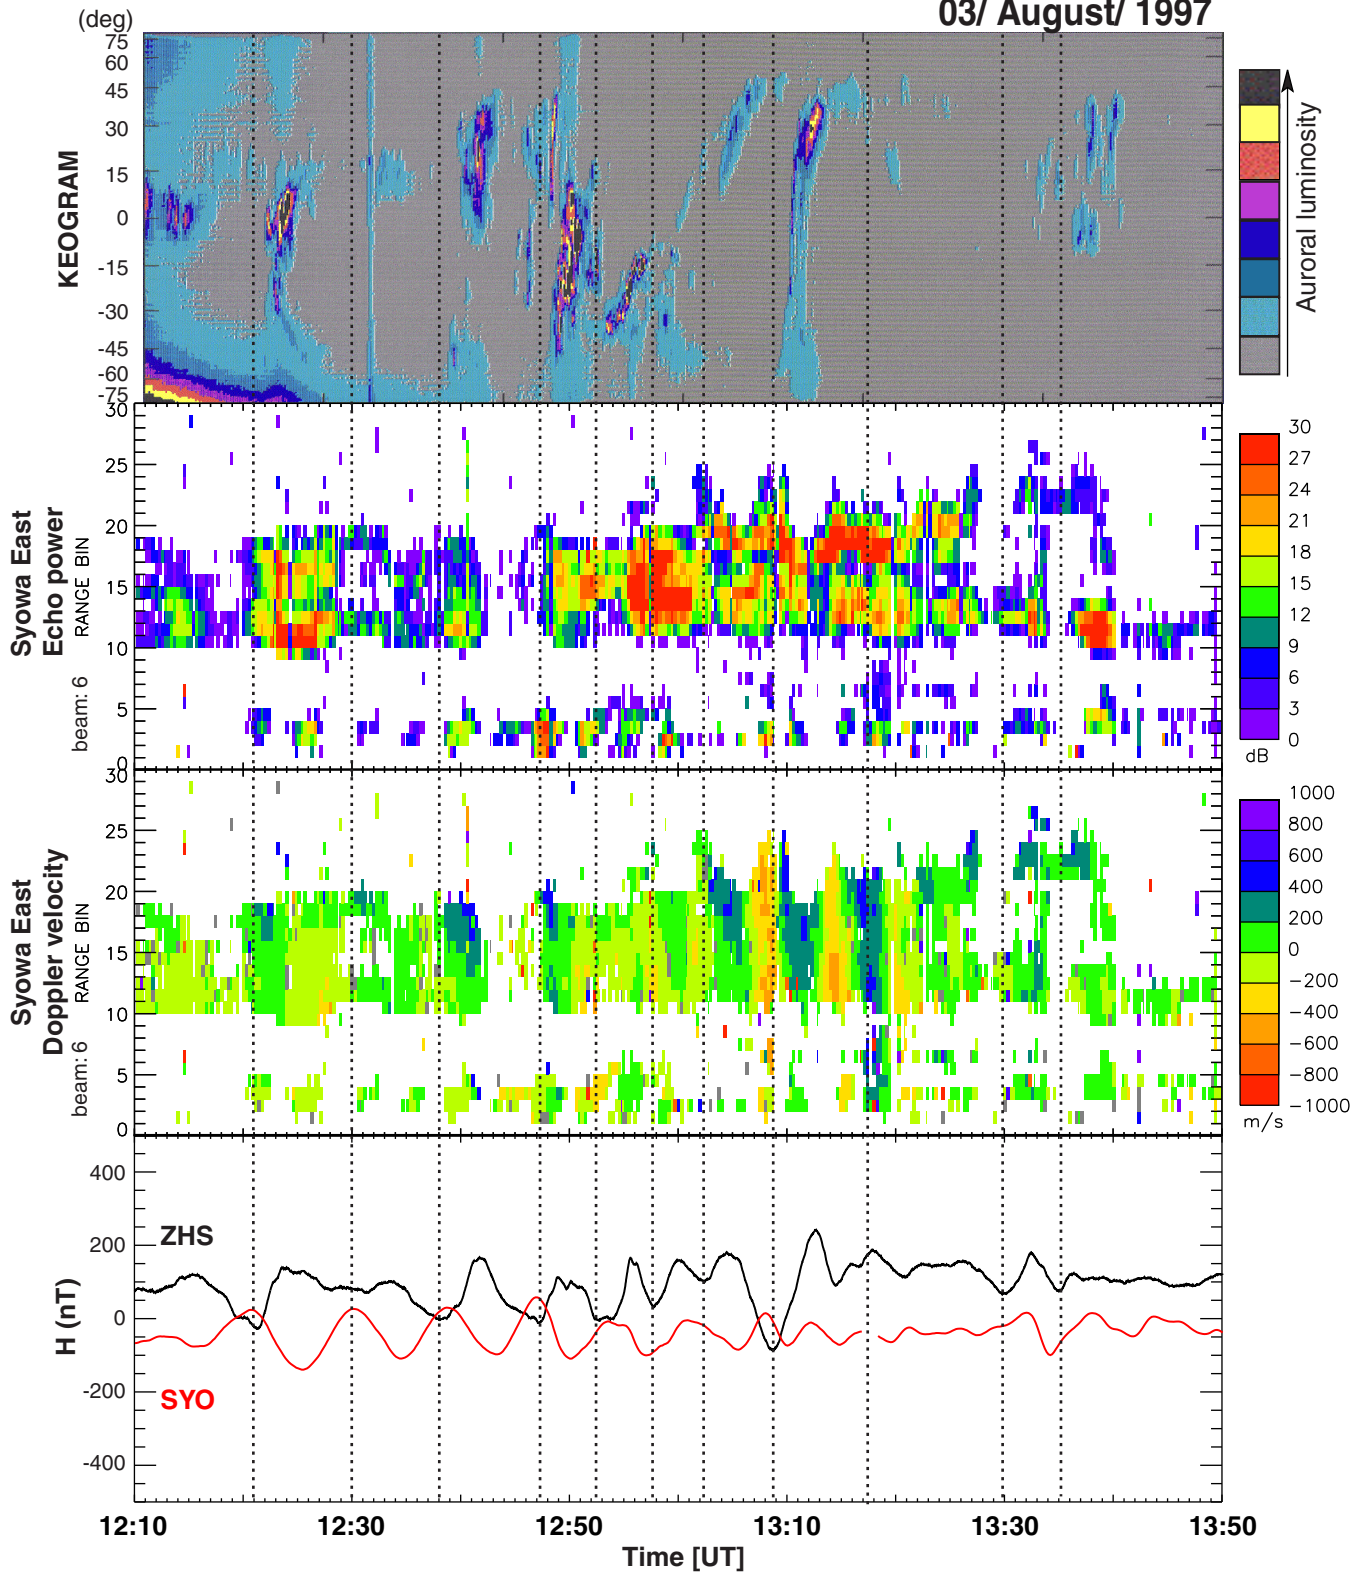 03/ August/ 1997
(deg)
75
60
45
30
15
0
-15
-30
-45
-60
-75
KEOGRAM
Auroral luminosity
30
25
20
15
10
5
0
Syowa East
Echo power
RANGE BIN
beam: 6
30
27
24
21
18
15
12
9
6
3
0
dB
30
25
20
15
10
5
0
Syowa East
Doppler velocity
RANGE BIN
beam: 6
1000
800
600
400
200
0
−200
−400
−600
−800
−1000
m/s
400
200
0
-200
-400
H (nT)
ZHS
SYO
12:10 12:30 12:50 13:10 13:30 13:50
Time [UT]